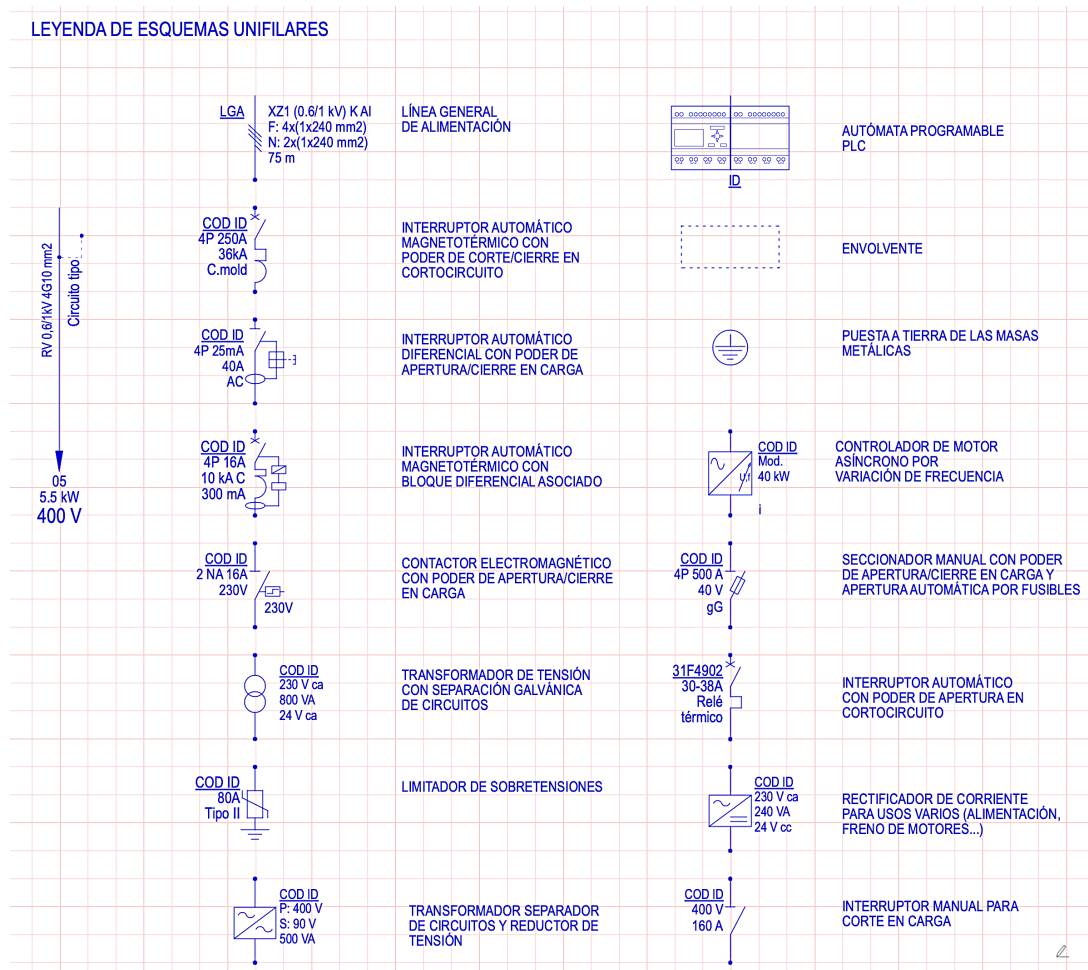 LEYENDA DE ESQUEMAS UNIFILARES
RV 0,6/1kV 4G10 mm2
Circuito tipo
05
5.5 kW
400 V
LGA
XZ1 (0.6/1 kV) K Al
F: 4x(1x240 mm2)
N: 2x(1x240 mm2)
75 m
LÍNEA GENERAL
DE ALIMENTACIÓN
COD ID
4P 250A
36kA
C.mold
INTERRUPTOR AUTOMÁTICO
MAGNETOTÉRMICO CON
PODER DE CORTE/CIERRE EN
CORTOCIRCUITO
COD ID
4P 25mA
40A
AC
INTERRUPTOR AUTOMÁTICO
DIFERENCIAL CON PODER DE
APERTURA/CIERRE EN CARGA
COD ID
4P 16A
10 kA C
300 mA
INTERRUPTOR AUTOMÁTICO
MAGNETOTÉRMICO CON
BLOQUE DIFERENCIAL ASOCIADO
COD ID
2 NA 16A
230V
230V
CONTACTOR ELECTROMAGNÉTICO
CON PODER DE APERTURA/CIERRE
EN CARGA
COD ID
230 V ca
800 VA
24 V ca
TRANSFORMADOR DE TENSIÓN
CON SEPARACIÓN GALVÁNICA
DE CIRCUITOS
COD ID
80A
Tipo II
LIMITADOR DE SOBRETENSIONES
COD ID
P: 400 V
S: 90 V
500 VA
TRANSFORMADOR SEPARADOR
DE CIRCUITOS Y REDUCTOR DE
TENSIÓN
ID
AUTÓMATA PROGRAMABLE
PLC
ENVOLVENTE
PUESTA A TIERRA DE LAS MASAS
METÁLICAS
COD ID
Mod.
40 kW
i
CONTROLADOR DE MOTOR
ASÍNCRONO POR
VARIACIÓN DE FRECUENCIA
COD ID
4P 500 A
40 V
gG
SECCIONADOR MANUAL CON PODER
DE APERTURA/CIERRE EN CARGA Y
APERTURA AUTOMÁTICA POR FUSIBLES
31F4902
30-38A
Relé
térmico
INTERRUPTOR AUTOMÁTICO
CON PODER DE APERTURA EN
CORTOCIRCUITO
COD ID
230 V ca
240 VA
24 V cc
RECTIFICADOR DE CORRIENTE
PARA USOS VARIOS (ALIMENTACIÓN,
FRENO DE MOTORES...)
COD ID
400 V
160 A
INTERRUPTOR MANUAL PARA
CORTE EN CARGA